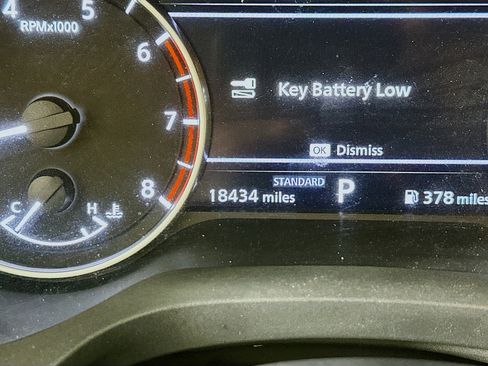 4
5
6
7
8
RPMx1000
C
H
Key Battery Low
OK Dismiss
STANDARD
18434 miles
P
378 miles